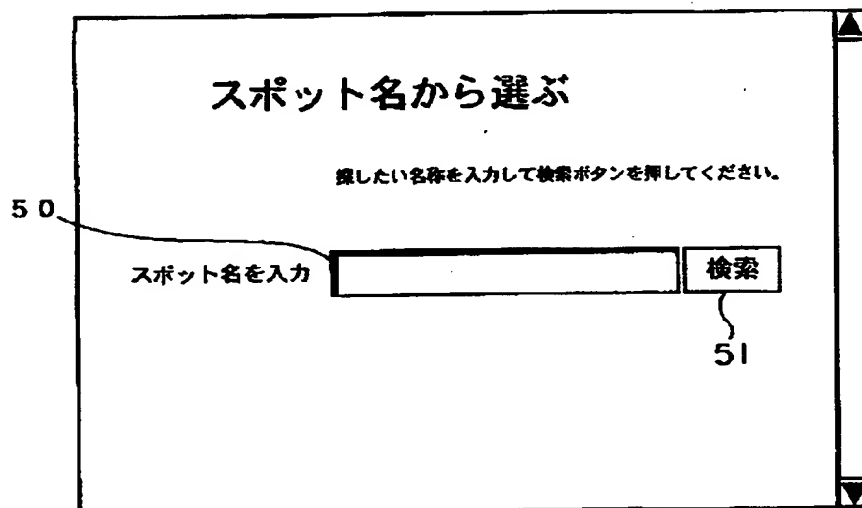 スポット名から選ぶ
探したい名称を入力して検索ボタンを押してください。
50
スポット名を入力 検索
51